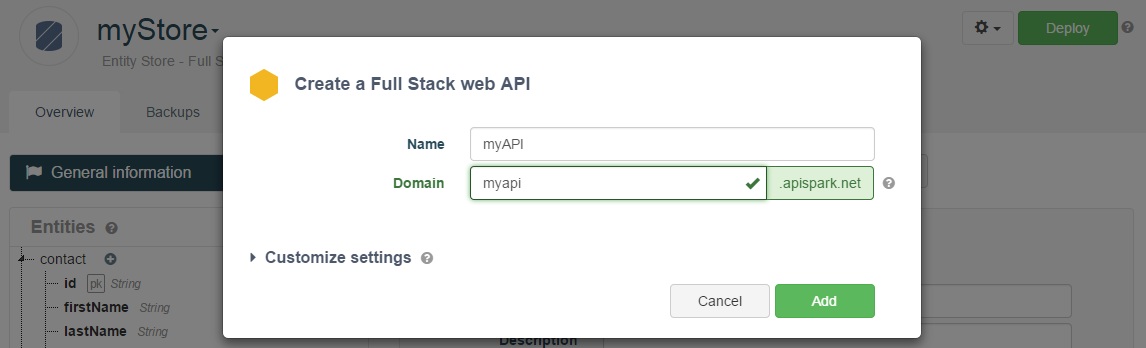 myStore
Deploy
Entity Store - Full S
Create a Full Stack web API
Overview
Backups
Name
myAPI
General information
Domain
myapi
.apispark.net
Entities
contact
Customize settings
id pk String
firstName String
Cancel
Add
lastName String
Description